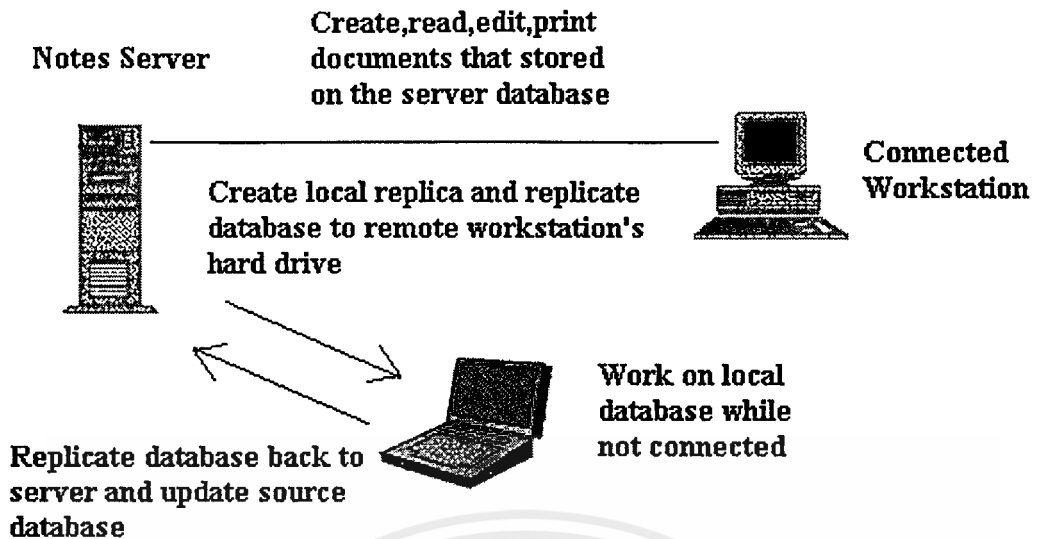 Notes Server
Create,read,edit,print
documents that stored
on the server database
Connected
Workstation
Create local replica and replicate
database to remote workstation's
hard drive
Work on local
database while
not connected
Replicate database back to
server and update source
database